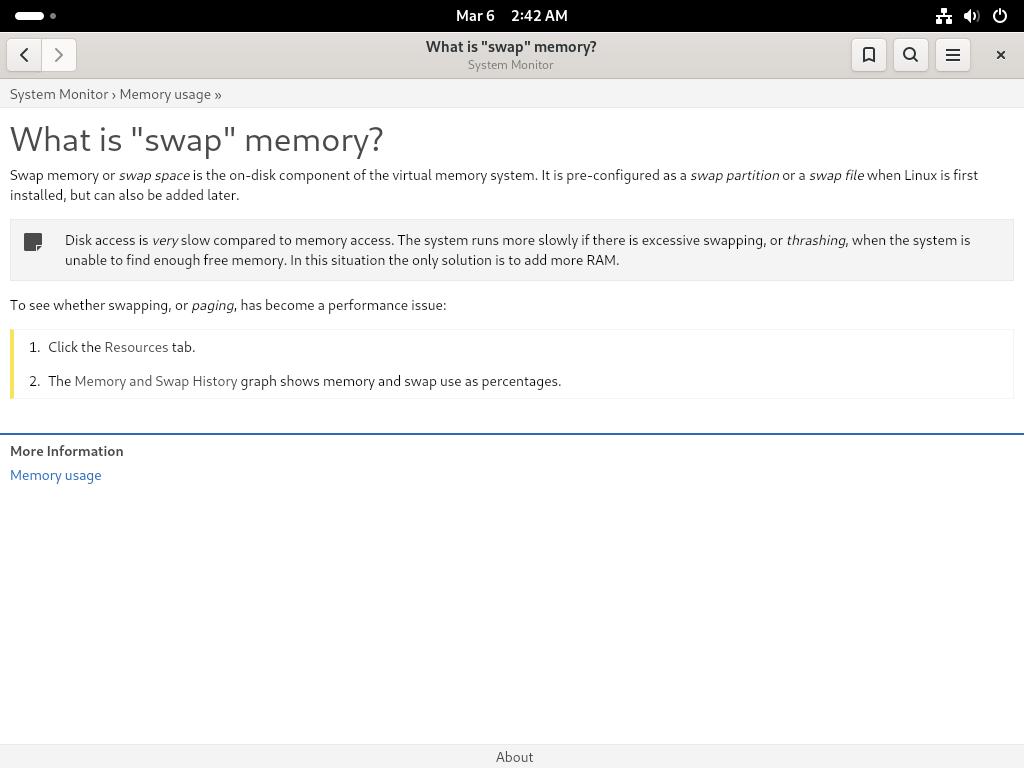 Mar 6 2:42 AM
What is "swap" memory?
System Monitor
System Monitor › Memory usage »
What is "swap" memory?
Swap memory or swap space is the on-disk component of the virtual memory system. It is pre-configured as a swap partition or a swap file when Linux is first
installed, but can also be added later.
Disk access is very slow compared to memory access. The system runs more slowly if there is excessive swapping, or thrashing, when the system is
unable to find enough free memory. In this situation the only solution is to add more RAM.
To see whether swapping, or paging, has become a performance issue:
1. Click the Resources tab.
2. The Memory and Swap History graph shows memory and swap use as percentages.
More Information
Memory usage
About